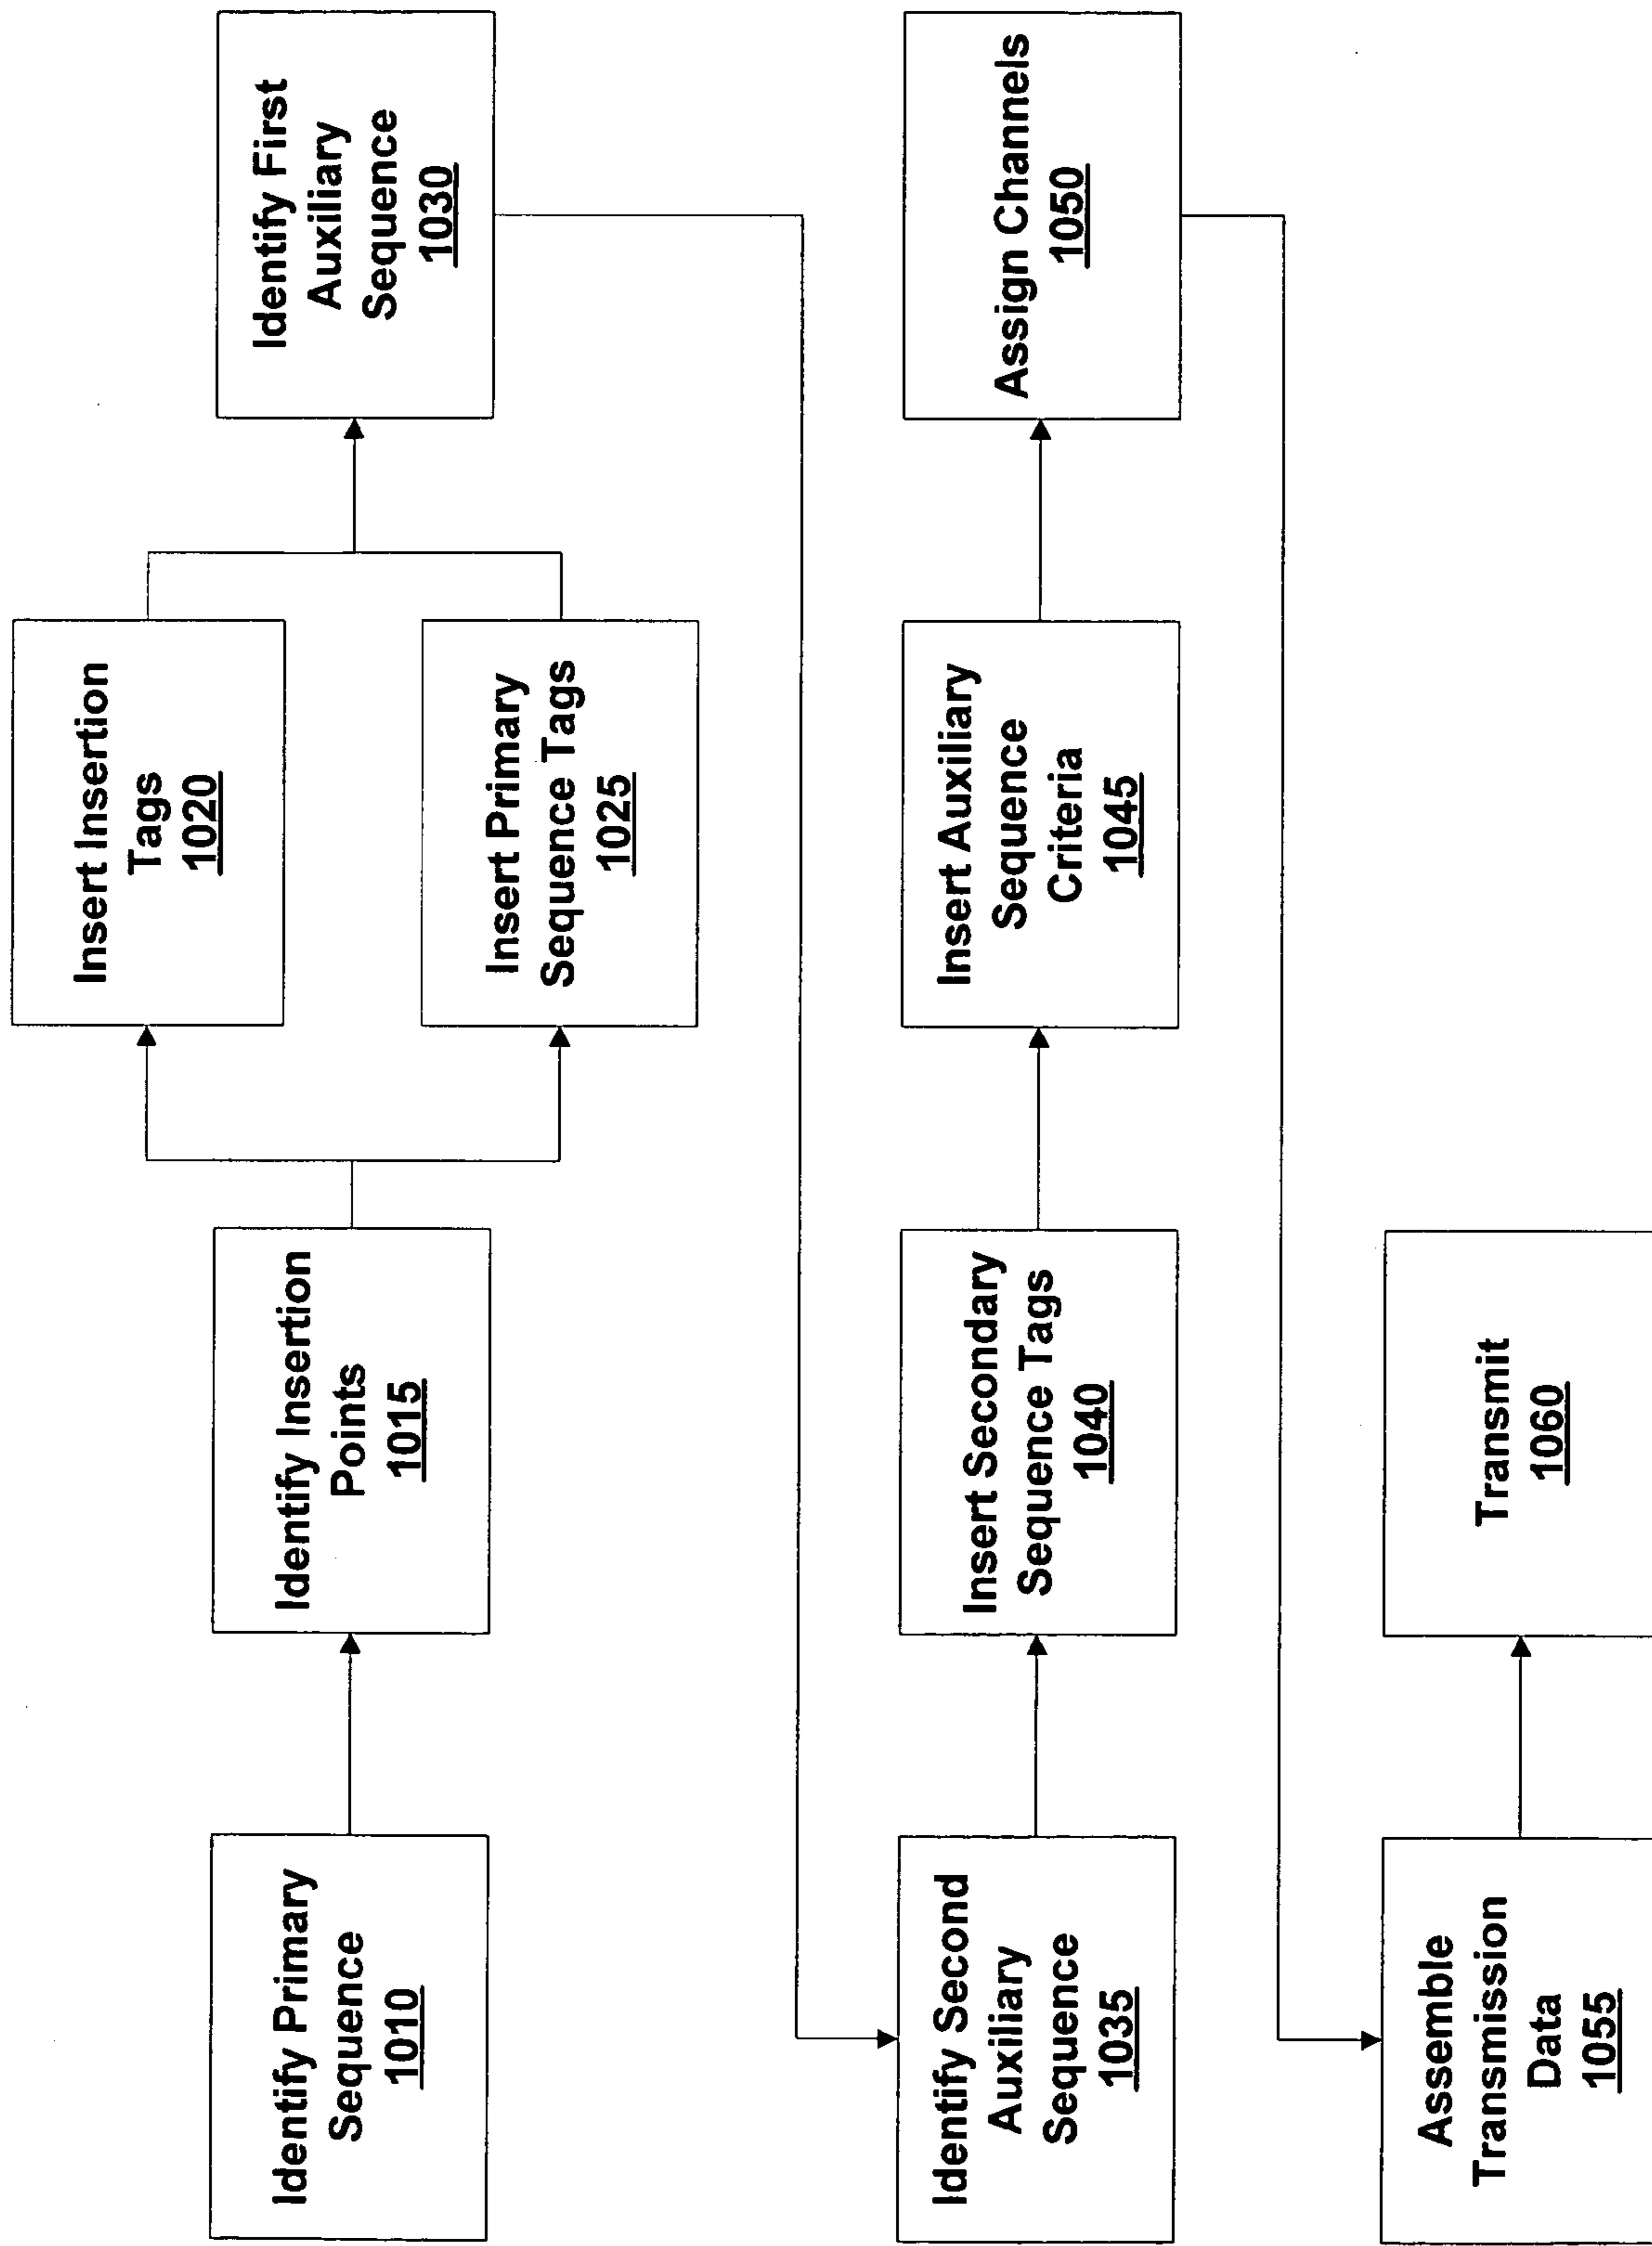 Identify Primary
Sequence
1010
Identify Insertion
Points
1015
Insert Insertion
Tags
1020
Insert Primary
Sequence Tags
1025
Identify First
Auxiliary
Sequence
1030
Identify Second
Auxiliary
Sequence
1035
Insert Secondary
Sequence Tags
1040
Insert Auxiliary
Sequence
Criteria
1045
Assign Channels
1050
Assemble
Transmission
Data
1055
Transmit
1060